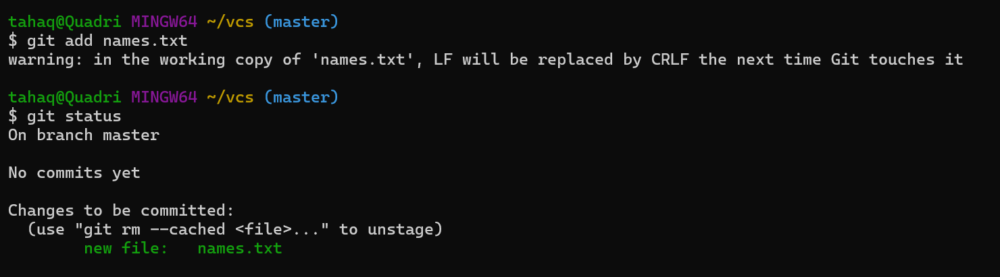 tahaq@Quadri MINGW64 ~/vcs (master)
$ git add names.txt
warning: in the working copy of 'names.txt', LF will be replaced by CRLF the next time Git touches it
tahaq@Quadri MINGW64 ~/vcs (master)
$ git status
On branch master
No commits yet
Changes to be committed:
  (use "git rm --cached <file>..." to unstage)
        new file:   names.txt